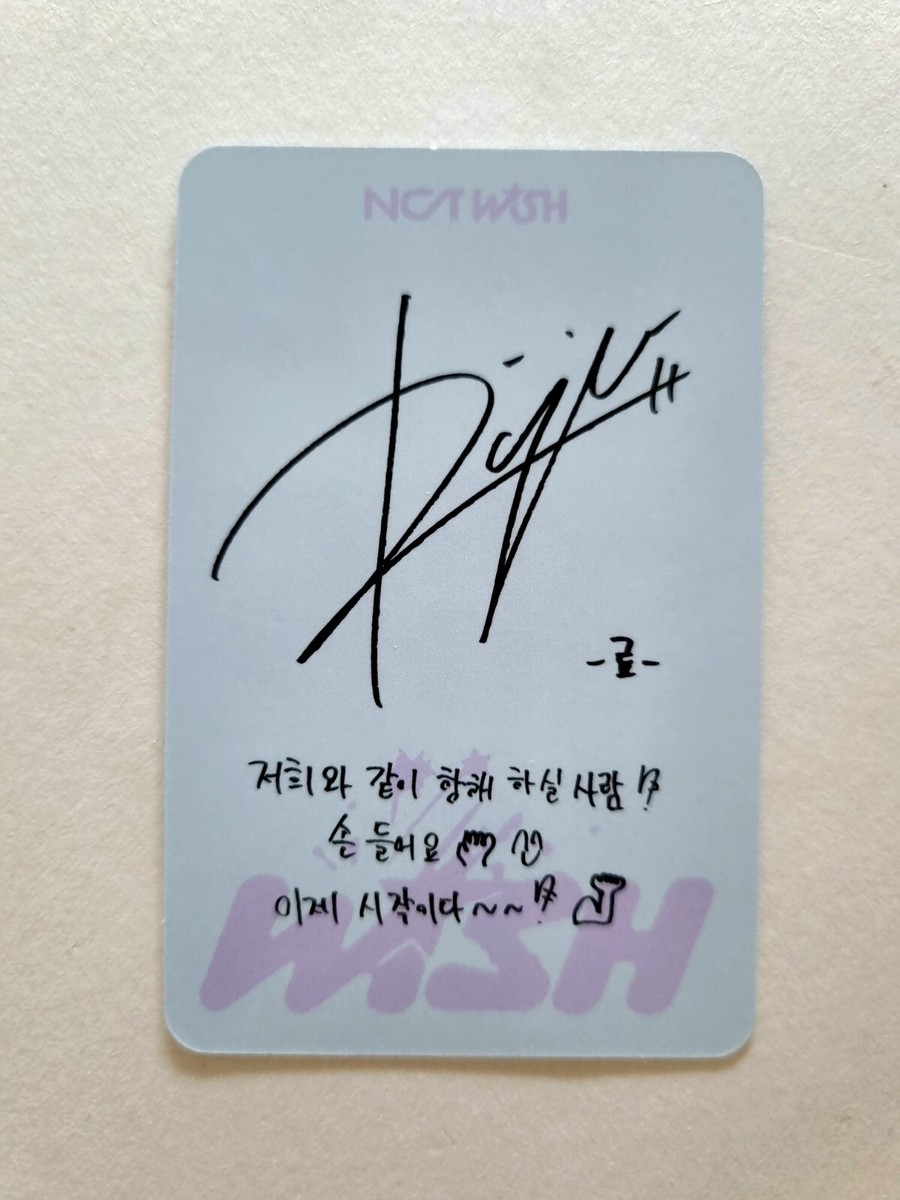 NCT WISH
Riku
-료-
저희와 같이 항해 하실 사람!?
손 들어요
이제 시작이다~~!?
WISH